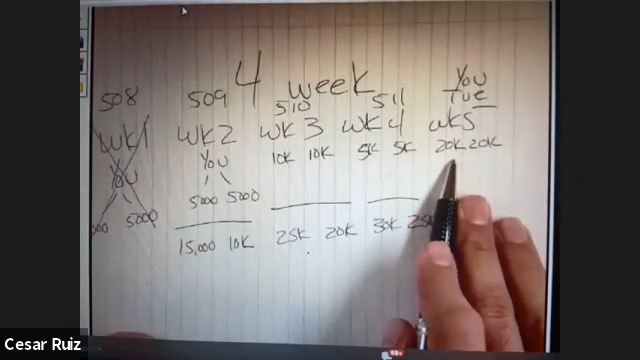 4 week
508 509 510 511 You Tue
WK1 WK2 WK3 WK4 WK5
You You 10K 10K 5K 5K 20K 20K
5000 5000 5000
15,000 10K 25K 20K 30K 25K
Cesar Ruiz